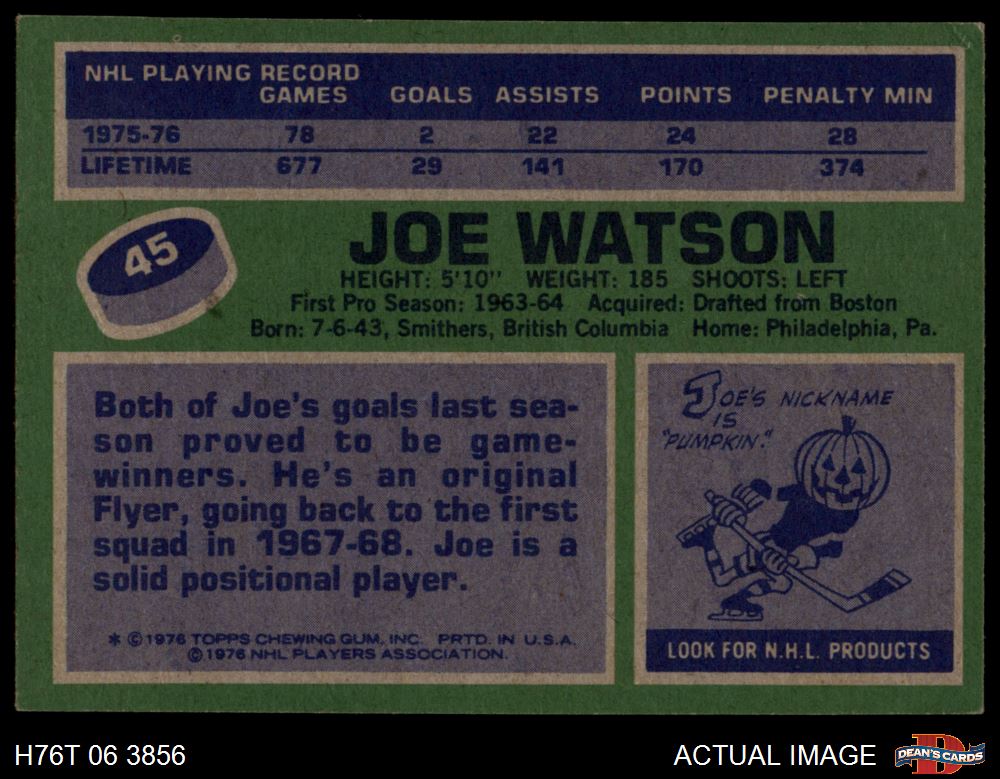 NHL PLAYING RECORD
GAMES GOALS ASSISTS POINTS PENALTY MIN
1975-76 78 2 22 24 28
LIFETIME 677 29 141 170 374
45
JOE WATSON
HEIGHT: 5'10" WEIGHT: 185 SHOOTS: LEFT
First Pro Season: 1963-64 Acquired: Drafted from Boston
Born: 7-6-43, Smithers, British Columbia Home: Philadelphia, Pa.
Both of Joe's goals last sea-
son proved to be game-
winners. He's an original
Flyer, going back to the first
squad in 1967-68. Joe is a
solid positional player.
* ©1976 TOPPS CHEWING GUM, INC. PRTD. IN U.S.A.
©1976 NHL PLAYERS ASSOCIATION.
JOE'S NICKNAME
IS
"PUMPKIN."
LOOK FOR N.H.L. PRODUCTS
H76T 06 3856
ACTUAL IMAGE
D
DEAN'S CARDS